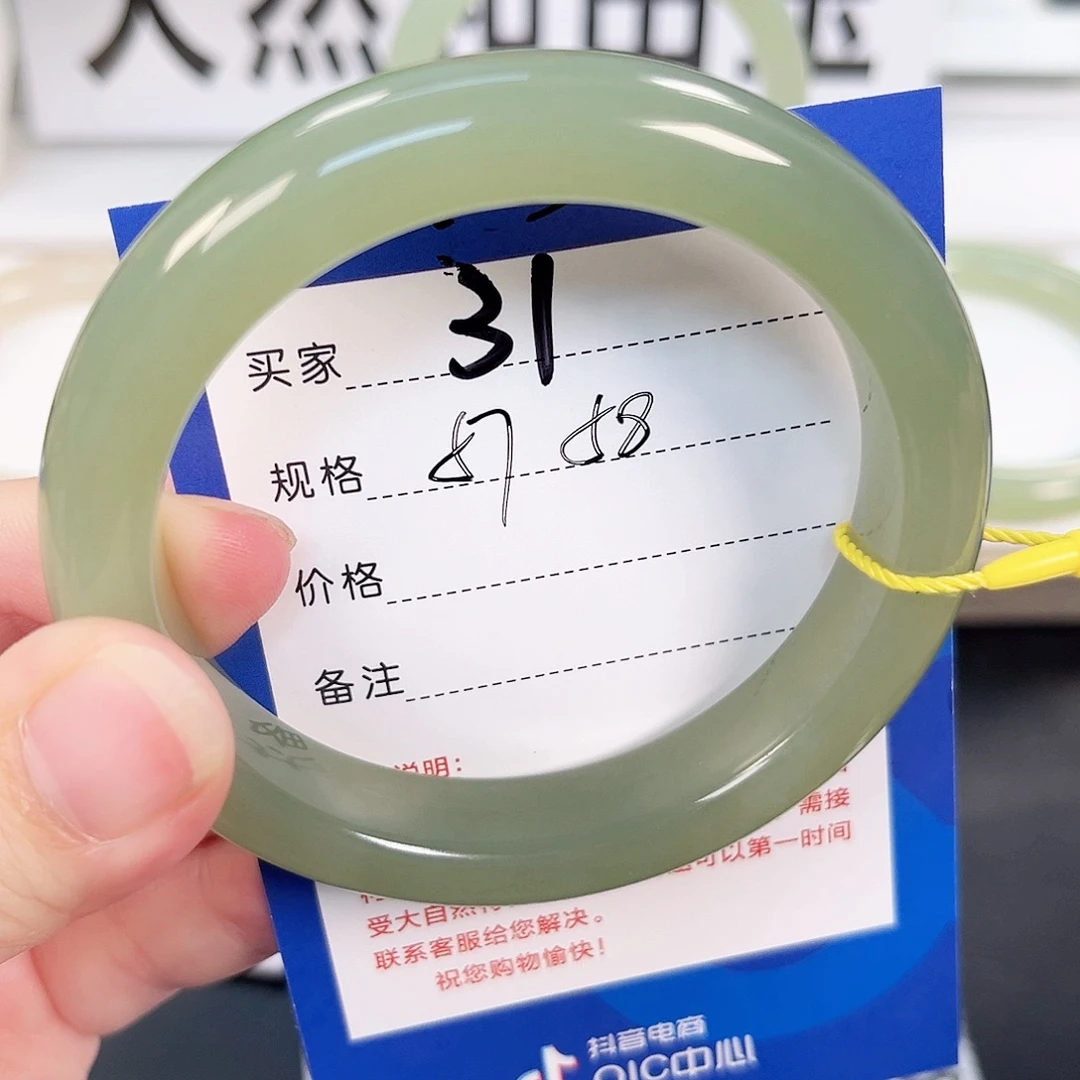 天然和田玉
买家 31
规格 57 58
价格
备注
说明：
需接
可以第一时间
受大自然
联系客服给您解决。
祝您购物愉快！
抖音电商
QIC中心